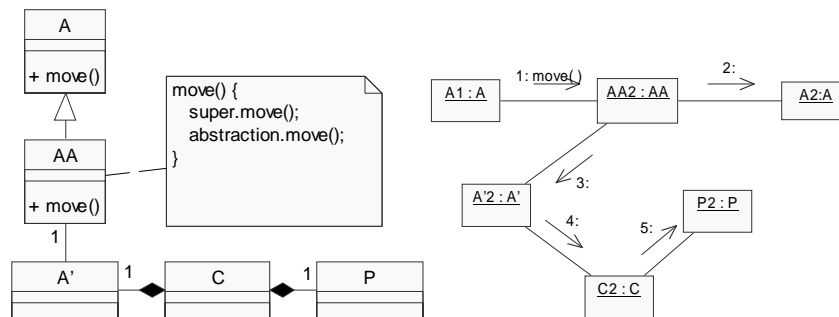 A
+ move()
AA
+ move()
1
A'
1
C
1
P
move() {
super.move();
abstraction.move();
}
A1 : A
1: move()
AA2 : AA
2:
A2:A
3:
A'2 : A'
4:
5:
P2 : P
C2 : C